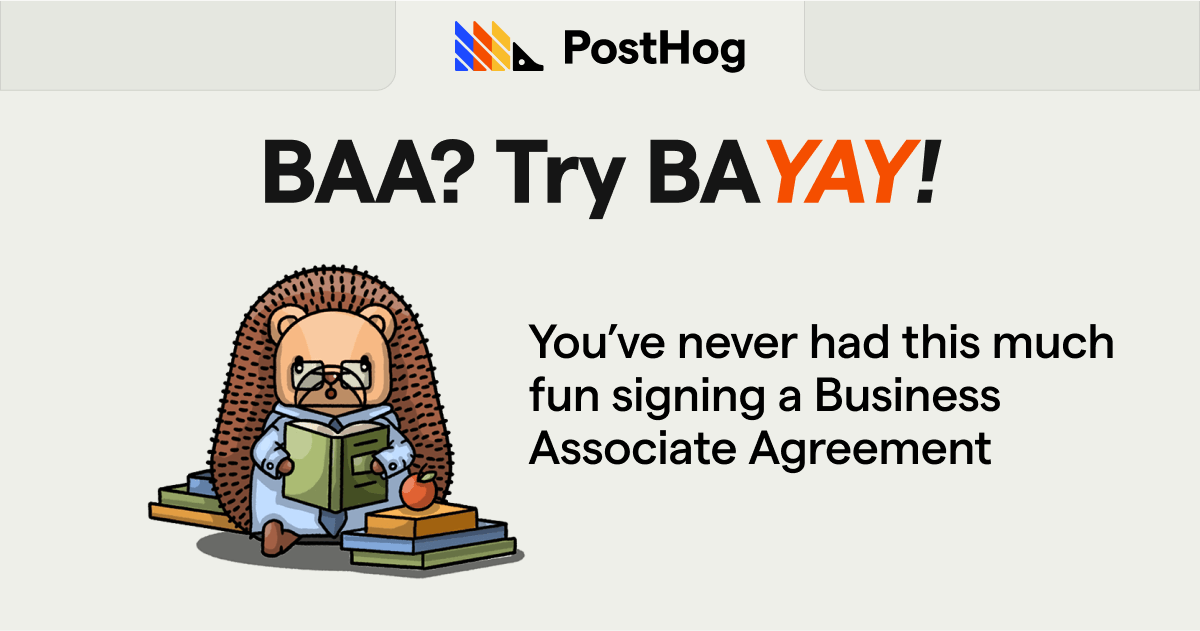 PostHog
BAA? Try BAYAY!
You’ve never had this much
fun signing a Business
Associate Agreement